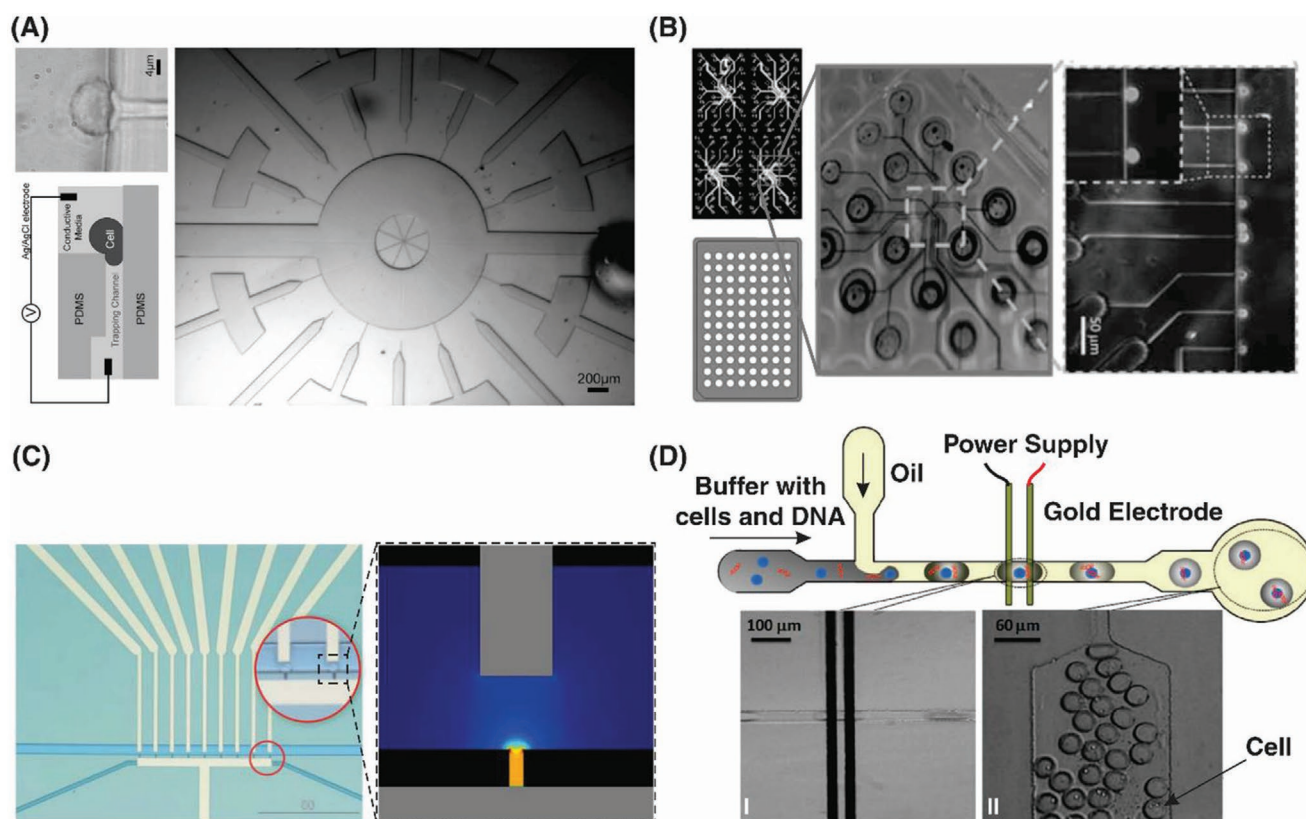 (A)
4μm
Ag/AgCl electrode
Conductive
Media
Cell
V
PDMS
Trapping Channel
PDMS
200μm
(B)
50 μm
(C)
(D)
Power Supply
Oil
Buffer with
cells and DNA
Gold Electrode
100 μm
60 μm
Cell
I
II